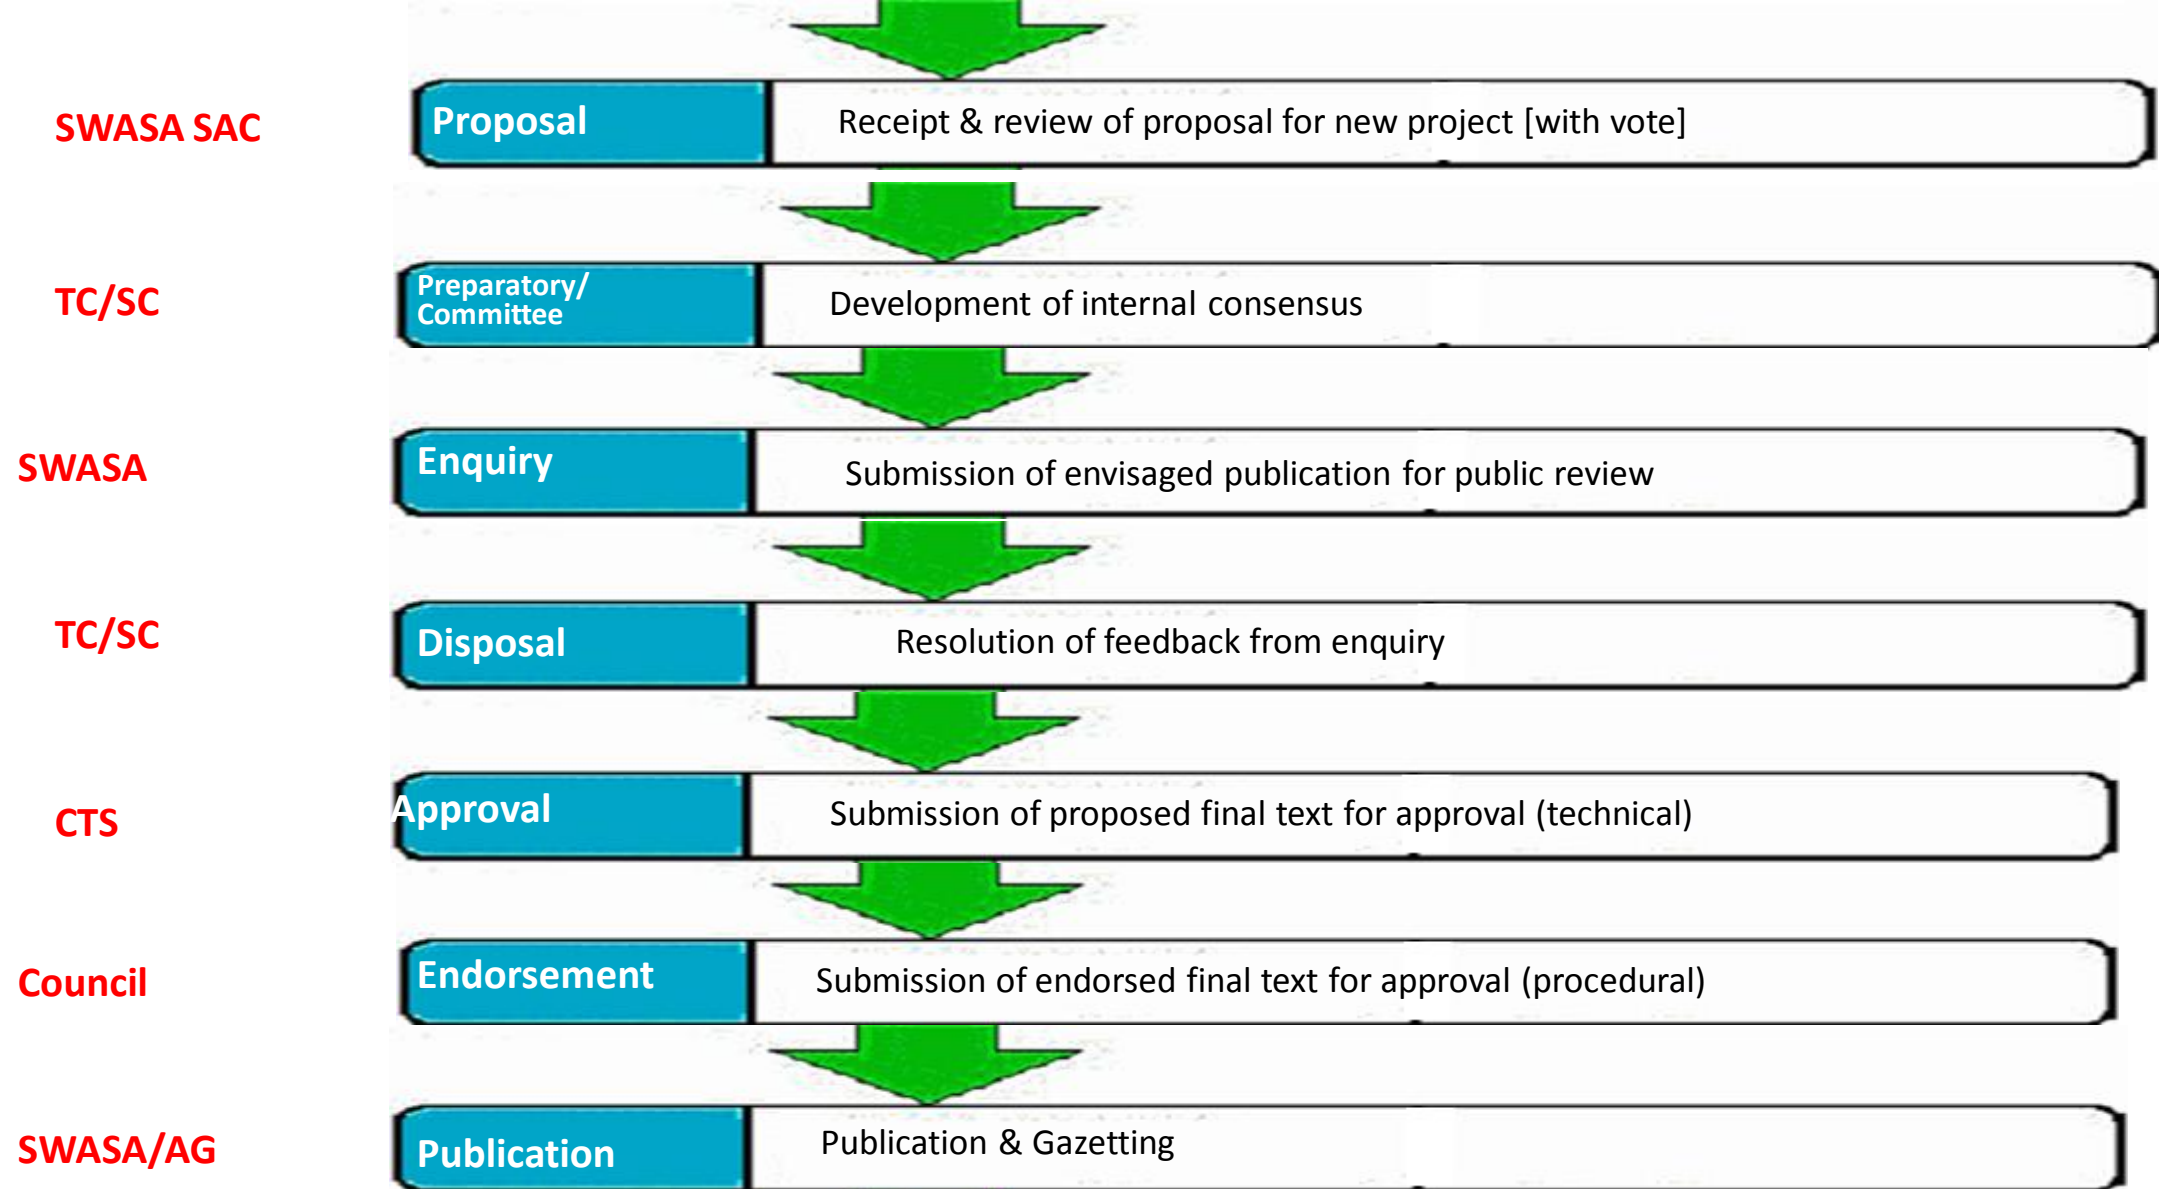 SWASA SAC
Proposal
Receipt & review of proposal for new project [with vote]
TC/SC
Preparatory/
Committee
Development of internal consensus
SWASA
Enquiry
Submission of envisaged publication for public review
TC/SC
Disposal
Resolution of feedback from enquiry
CTS
Approval
Submission of proposed final text for approval (technical)
Council
Endorsement
Submission of endorsed final text for approval (procedural)
SWASA/AG
Publication
Publication & Gazetting